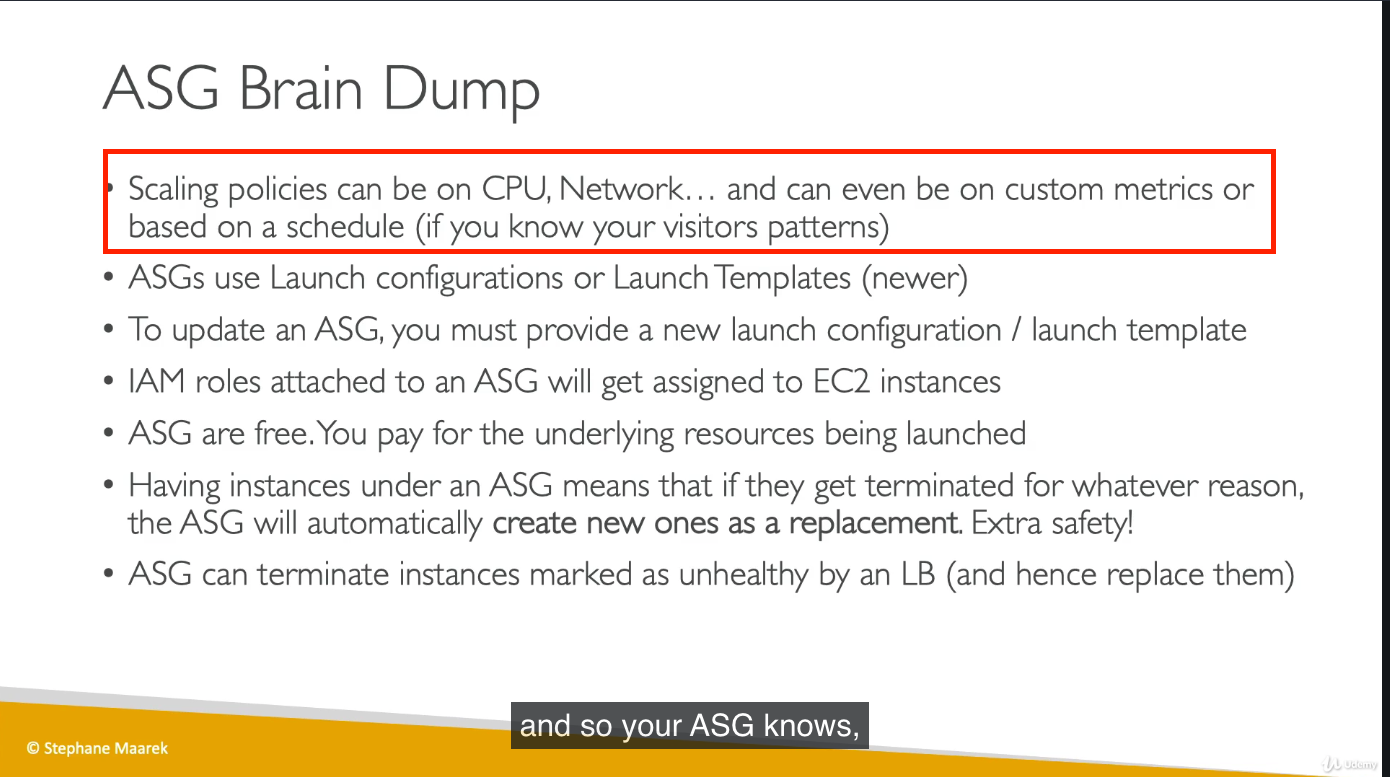 ASG Brain Dump
• Scaling policies can be on CPU, Network… and can even be on custom metrics or
based on a schedule (if you know your visitors patterns)
• ASGs use Launch configurations or Launch Templates (newer)
• To update an ASG, you must provide a new launch configuration / launch template
• IAM roles attached to an ASG will get assigned to EC2 instances
• ASG are free. You pay for the underlying resources being launched
• Having instances under an ASG means that if they get terminated for whatever reason,
the ASG will automatically create new ones as a replacement. Extra safety!
• ASG can terminate instances marked as unhealthy by an LB (and hence replace them)
and so your ASG knows,
© Stephane Maarek
Udemy